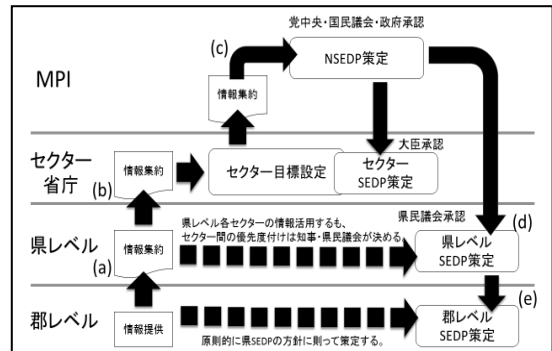 党中央・国民議会・政府承認
(c)
NSEDP策定
MPI
情報集約
大臣承認
セクター
省庁
情報集約
(b)
セクター目標設定
セクター
SEDP策定
県レベル各セクターの情報活用するも、
セクター間の優先度付けは知事・県民議会が決める。
県民議会承認
(d)
県レベル
情報集約
(a)
県レベル
SEDP策定
(e)
郡レベル
情報提供
郡レベル
SEDP策定
原則的に県SEDPの方針に則って策定する。